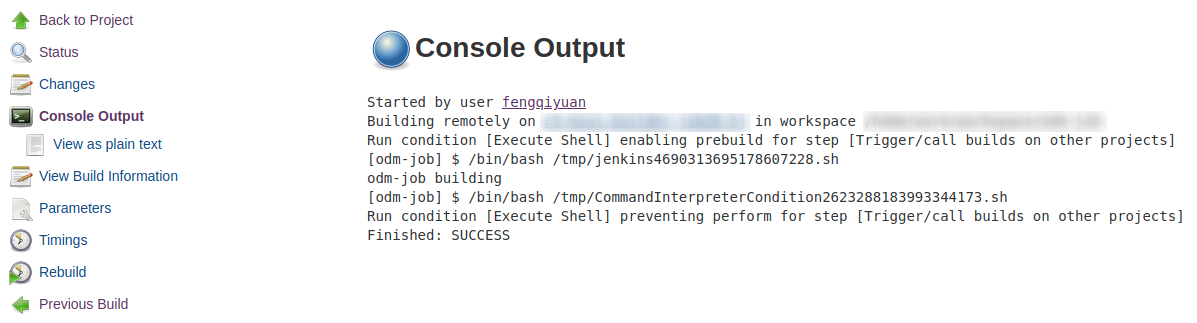 Back to Project
Status
Changes
Console Output
View as plain text
View Build Information
Parameters
Timings
Rebuild
Previous Build
Console Output
Started by user fengqiyuan
Building remotely on in workspace
Run condition [Execute Shell] enabling prebuild for step [Trigger/call builds on other projects]
[odm-job] $ /bin/bash /tmp/jenkins4690313695178607228.sh
odm-job building
[odm-job] $ /bin/bash /tmp/CommandInterpreterCondition2623288183993344173.sh
Run condition [Execute Shell] preventing perform for step [Trigger/call builds on other projects]
Finished: SUCCESS